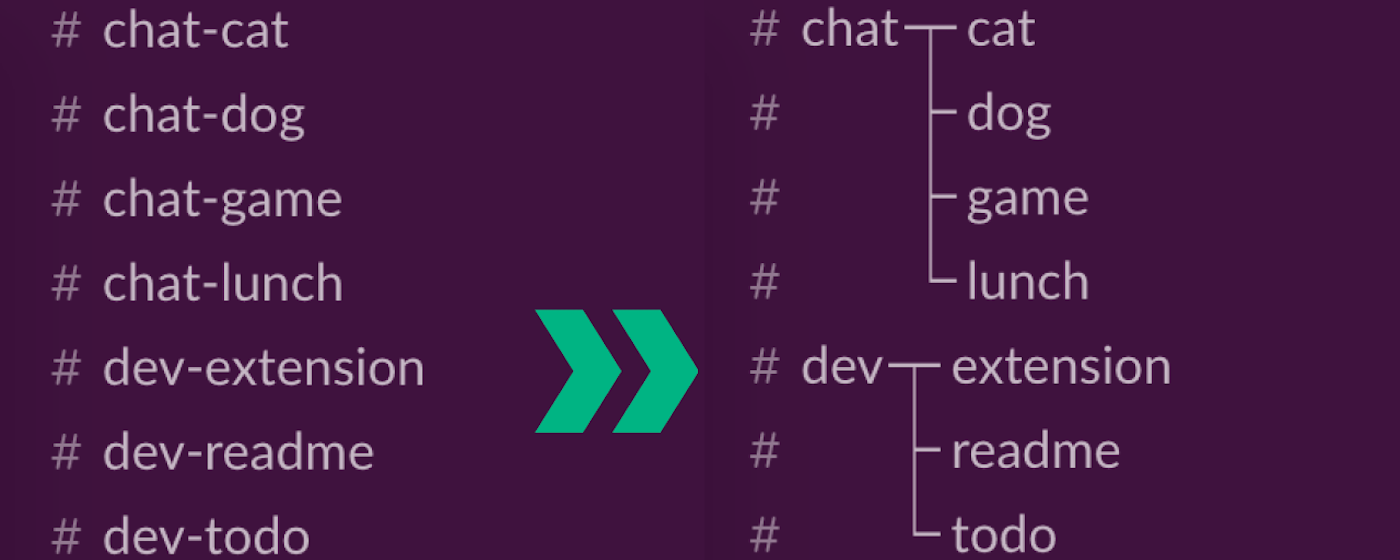 # chat-cat
# chat-dog
# chat-game
# chat-lunch
# dev-extension
# dev-readme
# dev-todo
# chat cat
# dog
# game
# lunch
# dev extension
# readme
# todo